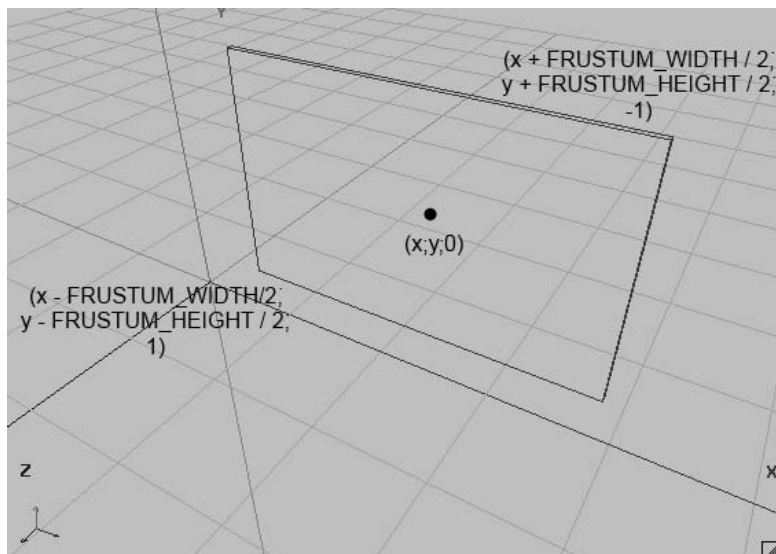 Y
(x + FRUSTUM_WIDTH / 2;
y + FRUSTUM_HEIGHT / 2;
-1)
(x;y;0)
(x - FRUSTUM_WIDTH/2;
y - FRUSTUM_HEIGHT / 2;
1)
z
x